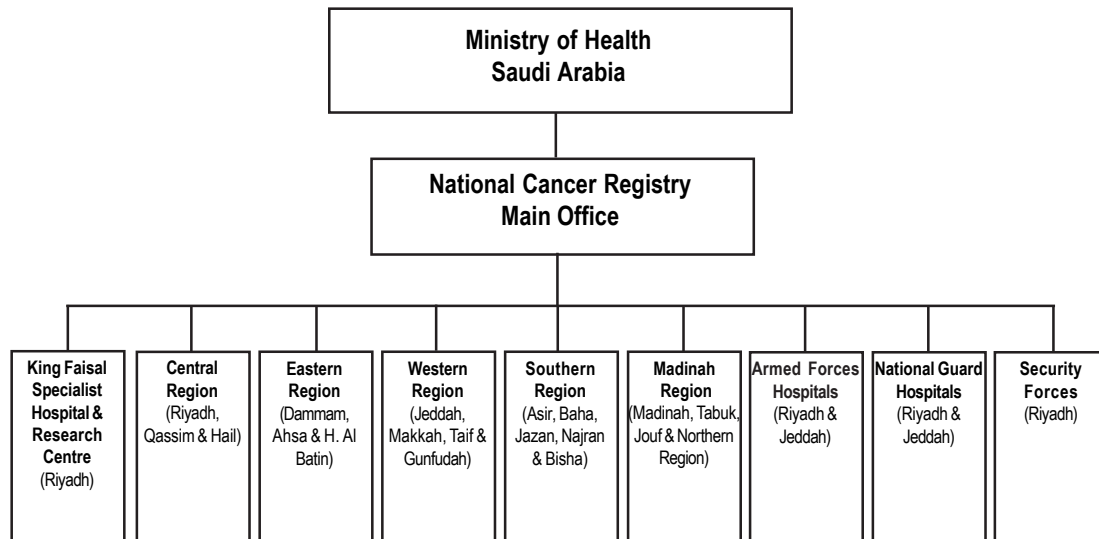 Ministry of Health
Saudi Arabia
National Cancer Registry
Main Office
King Faisal
Specialist
Hospital &
Research
Centre
(Riyadh)
Central
Region
(Riyadh,
Qassim & Hail)
Eastern
Region
(Dammam,
Ahsa & H. Al
Batin)
Western
Region
(Jeddah,
Makkah, Taif &
Gunfudah)
Southern
Region
(Asir, Baha,
Jazan, Najran
& Bisha)
Madinah
Region
(Madinah, Tabuk,
Jouf & Northern
Region)
Armed Forces
Hospitals
(Riyadh &
Jeddah)
National Guard
Hospitals
(Riyadh &
Jeddah)
Security
Forces
(Riyadh)